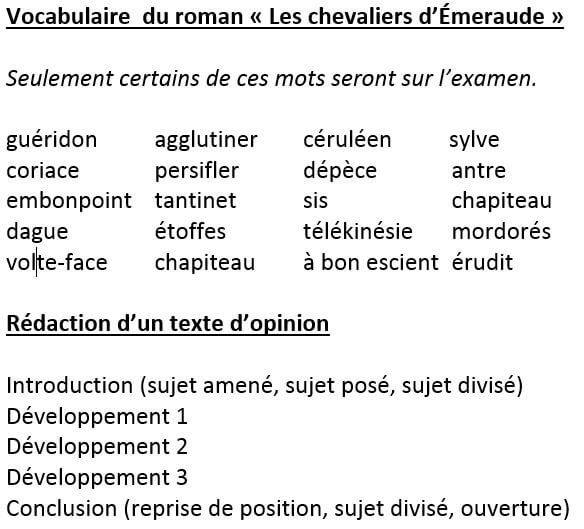 Vocabulaire  du roman « Les chevaliers d’Émeraude »
Seulement certains de ces mots seront sur l’examen.
guéridon agglutiner céruléen sylve
coriace persifler dépèce antre
embonpoint tantinet sis chapiteau
dague étoffes télékinésie mordorés
volte-face chapiteau à bon escient érudit
Rédaction d’un texte d’opinion
Introduction (sujet amené, sujet posé, sujet divisé)
Développement 1
Développement 2
Développement 3
Conclusion (reprise de position, sujet divisé, ouverture)